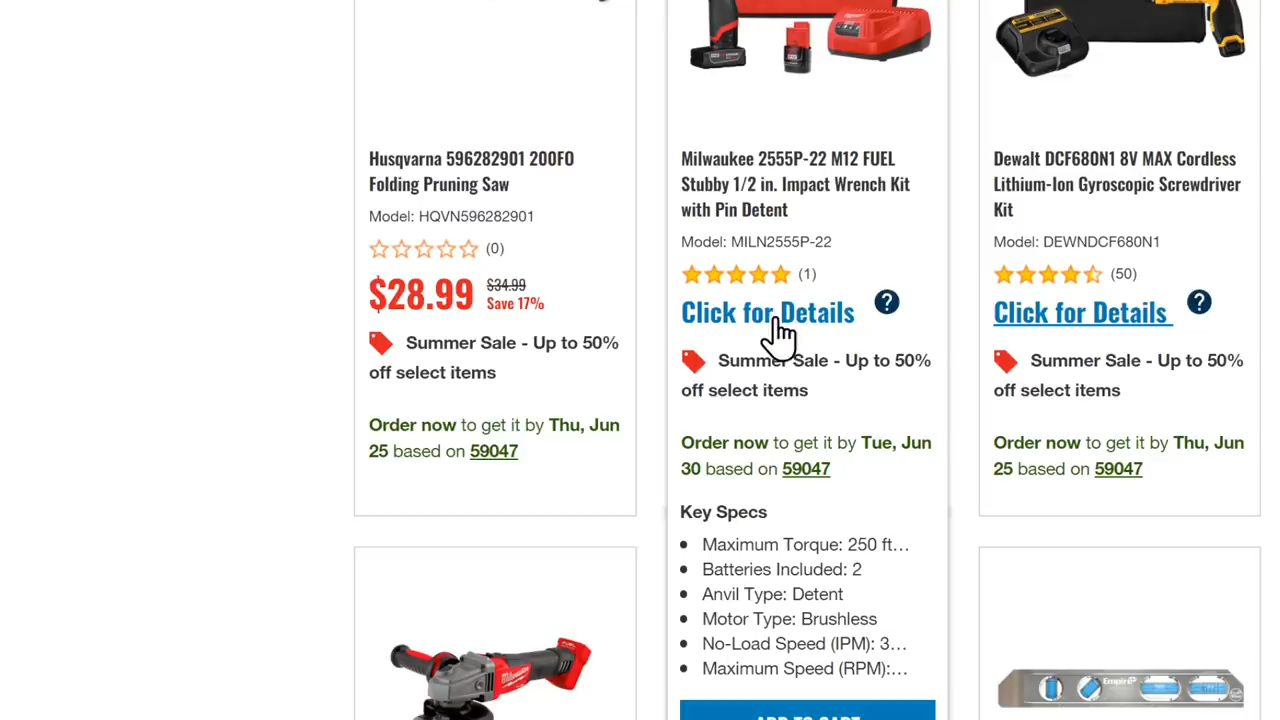 Husqvarna 596282901 200FO
Folding Pruning Saw
Model: HQVN596282901
(0)
$28.99 $34.99
Save 17%
Summer Sale - Up to 50%
off select items
Order now to get it by Thu, Jun
25 based on 59047
Milwaukee 2555P-22 M12 FUEL
Stubby 1/2 in. Impact Wrench Kit
with Pin Detent
Model: MILN2555P-22
(1)
Click for Details ?
Summer Sale - Up to 50%
off select items
Order now to get it by Tue, Jun
30 based on 59047
Key Specs
Maximum Torque: 250 ft...
Batteries Included: 2
Anvil Type: Detent
Motor Type: Brushless
No-Load Speed (IPM): 3...
Maximum Speed (RPM):...
ADD TO CART
Dewalt DCF680N1 8V MAX Cordless
Lithium-Ion Gyroscopic Screwdriver
Kit
Model: DEWNDCF680N1
(50)
Click for Details ?
Summer Sale - Up to 50%
off select items
Order now to get it by Thu, Jun
25 based on 59047
Milwaukee
Empire